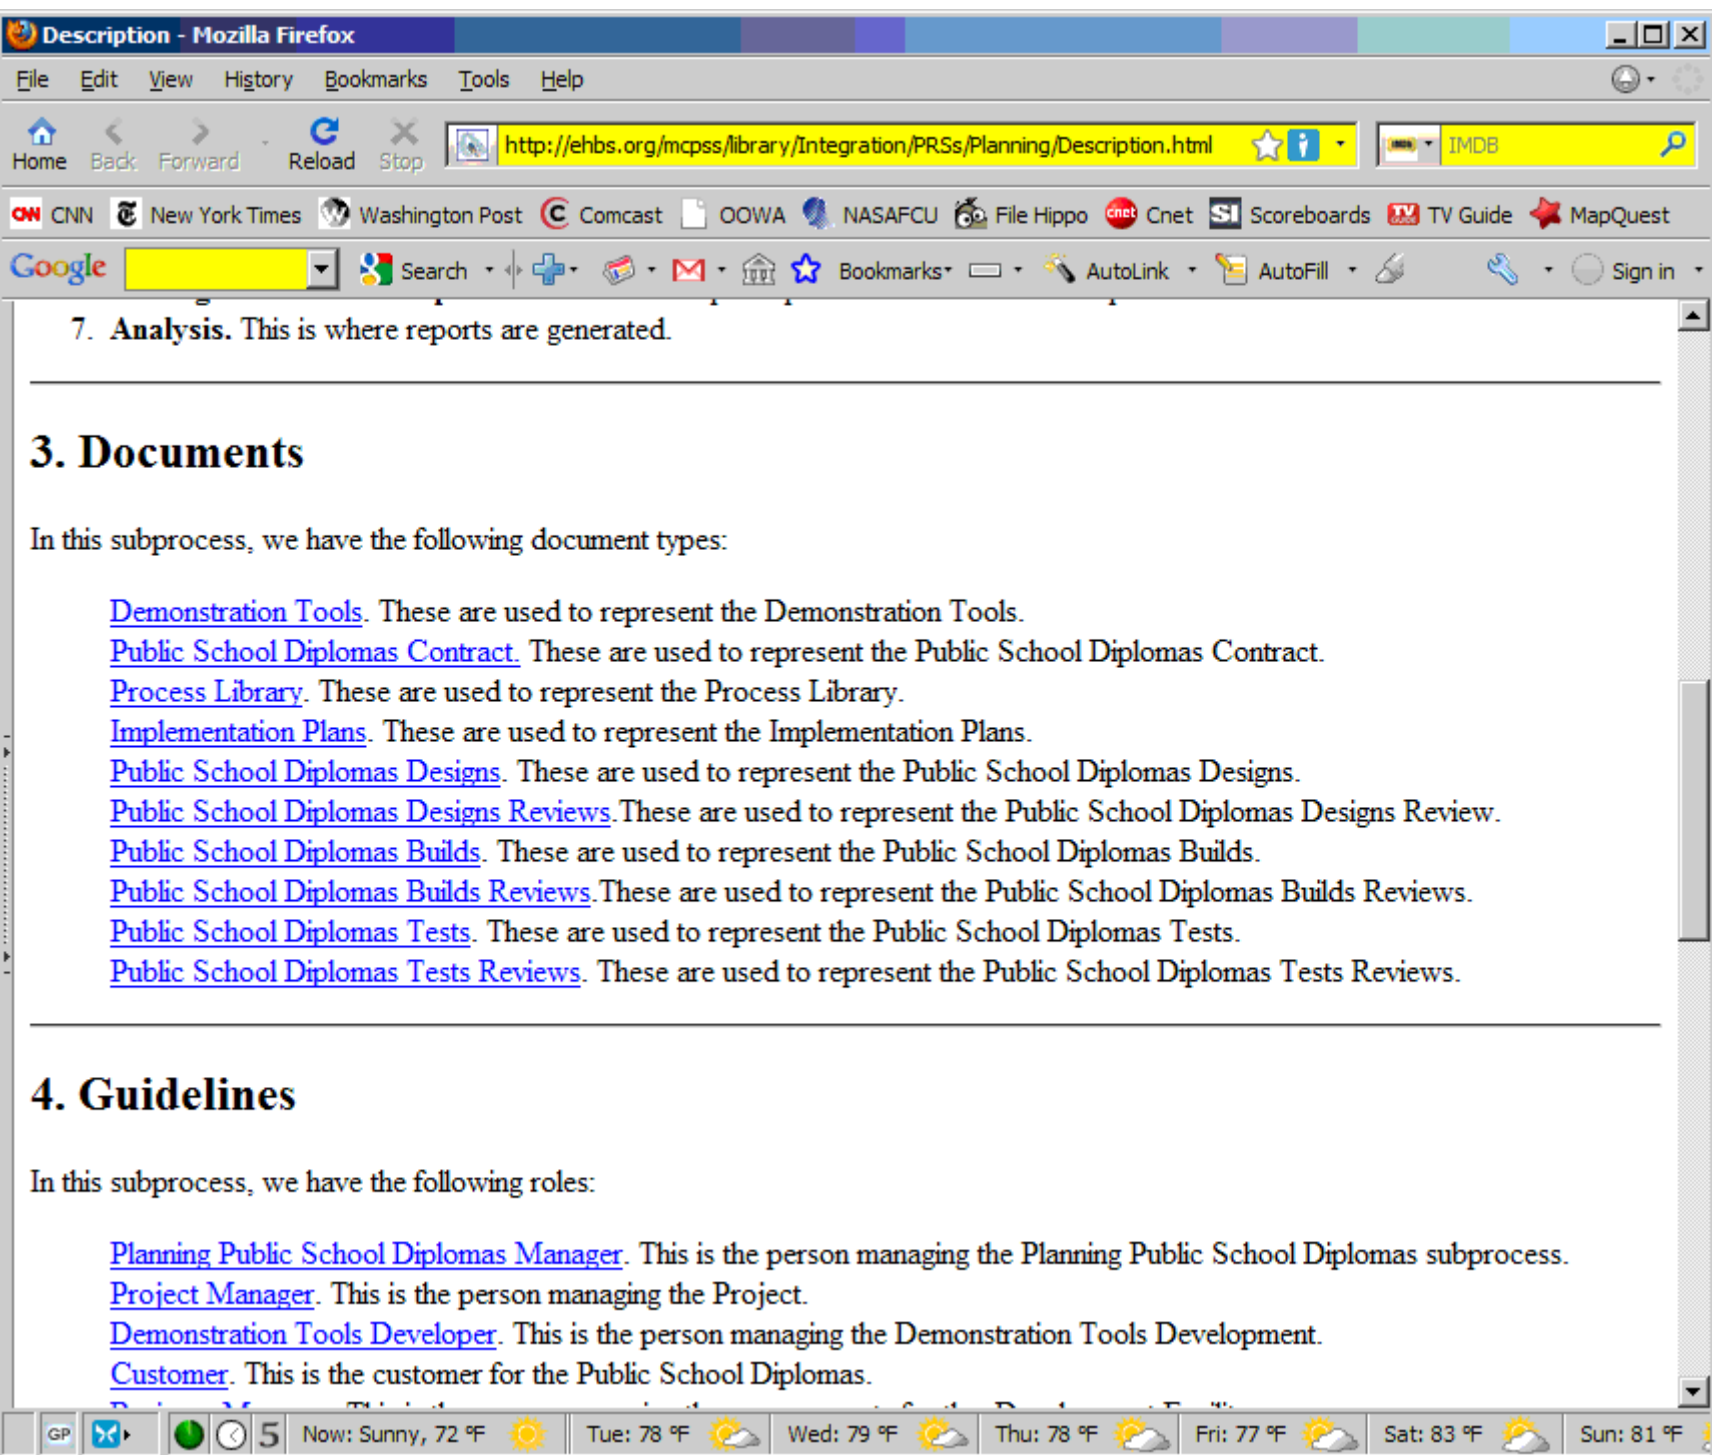 Description - Mozilla Firefox
File Edit View History Bookmarks Tools Help
Home Back Forward Reload Stop http://ehbs.org/mcpss/library/Integration/PRSs/Planning/Description.html IMDB
CNN CNN New York Times Washington Post Comcast OOWA NASAFCU File Hippo cnet Cnet SI Scoreboards TV GUIDE TV Guide MapQuest
Google Search Bookmarks AutoLink AutoFill Sign in
7. Analysis. This is where reports are generated.
3. Documents
In this subprocess, we have the following document types:
Demonstration Tools. These are used to represent the Demonstration Tools.
Public School Diplomas Contract. These are used to represent the Public School Diplomas Contract.
Process Library. These are used to represent the Process Library.
Implementation Plans. These are used to represent the Implementation Plans.
Public School Diplomas Designs. These are used to represent the Public School Diplomas Designs.
Public School Diplomas Designs Reviews.These are used to represent the Public School Diplomas Designs Review.
Public School Diplomas Builds. These are used to represent the Public School Diplomas Builds.
Public School Diplomas Builds Reviews.These are used to represent the Public School Diplomas Builds Reviews.
Public School Diplomas Tests. These are used to represent the Public School Diplomas Tests.
Public School Diplomas Tests Reviews. These are used to represent the Public School Diplomas Tests Reviews.
4. Guidelines
In this subprocess, we have the following roles:
Planning Public School Diplomas Manager. This is the person managing the Planning Public School Diplomas subprocess.
Project Manager. This is the person managing the Project.
Demonstration Tools Developer. This is the person managing the Demonstration Tools Development.
Customer. This is the customer for the Public School Diplomas.
GP 5 Now: Sunny, 72 ºF Tue: 78 ºF Wed: 79 ºF Thu: 78 ºF Fri: 77 ºF Sat: 83 ºF Sun: 81 ºF